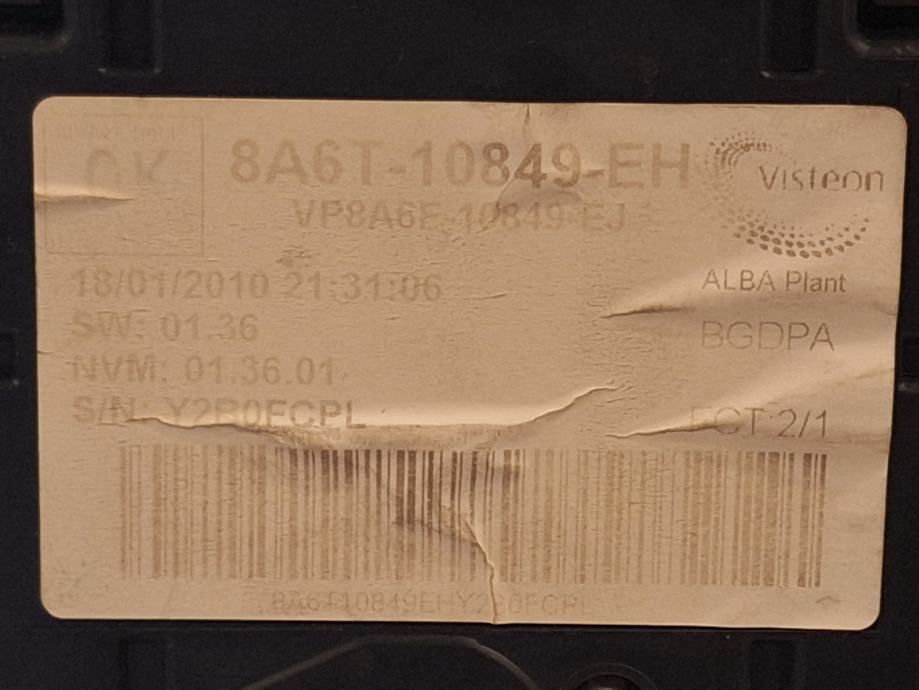 OK
8A6T-10849-EH
Visteon
VP8A6F-10849-EJ
18/01/2010 21:31:06
ALBA Plant
SW: 01.36
BGDPA
NVM: 01.36.01
S/N: Y2B0FCPL
FCT:2/1
8A6T10849EHY2B0FCPL